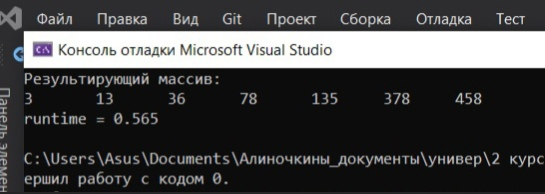 Файл Правка Вид Git Проект Сборка Отладка Тест
Консоль отладки Microsoft Visual Studio
Результирующий массив:
3 13 36 78 135 378 458
runtime = 0.565
C:\Users\Asus\Documents\Алиночкины_документы\универ\2 курс
ершил работу с кодом 0.
Панель элемен